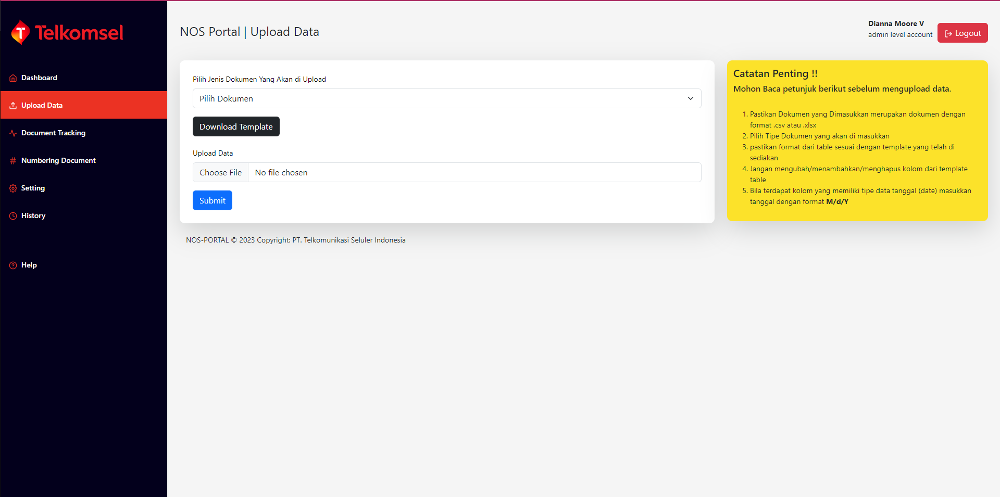 Telkomsel
Dashboard
Upload Data
Document Tracking
Numbering Document
Setting
History
Help
NOS Portal | Upload Data
Dianna Moore V
admin level account
Logout
Pilih Jenis Dokumen Yang Akan di Upload
Pilih Dokumen
Download Template
Upload Data
Choose File No file chosen
Submit
Catatan Penting !!
Mohon Baca petunjuk berikut sebelum mengupload data.
1. Pastikan Dokumen yang Dimasukkan merupakan dokumen dengan
format .csv atau .xlsx
2. Pilih Tipe Dokumen yang akan di masukkan
3. pastikan format dari table sesuai dengan template yang telah di
sediakan
4. Jangan mengubah/menambahkan/menghapus kolom dari template
table
5. Bila terdapat kolom yang memiliki tipe data tanggal (date) masukkan
tanggal dengan format M/d/Y
NOS-PORTAL © 2023 Copyright: PT. Telkomunikasi Seluler Indonesia